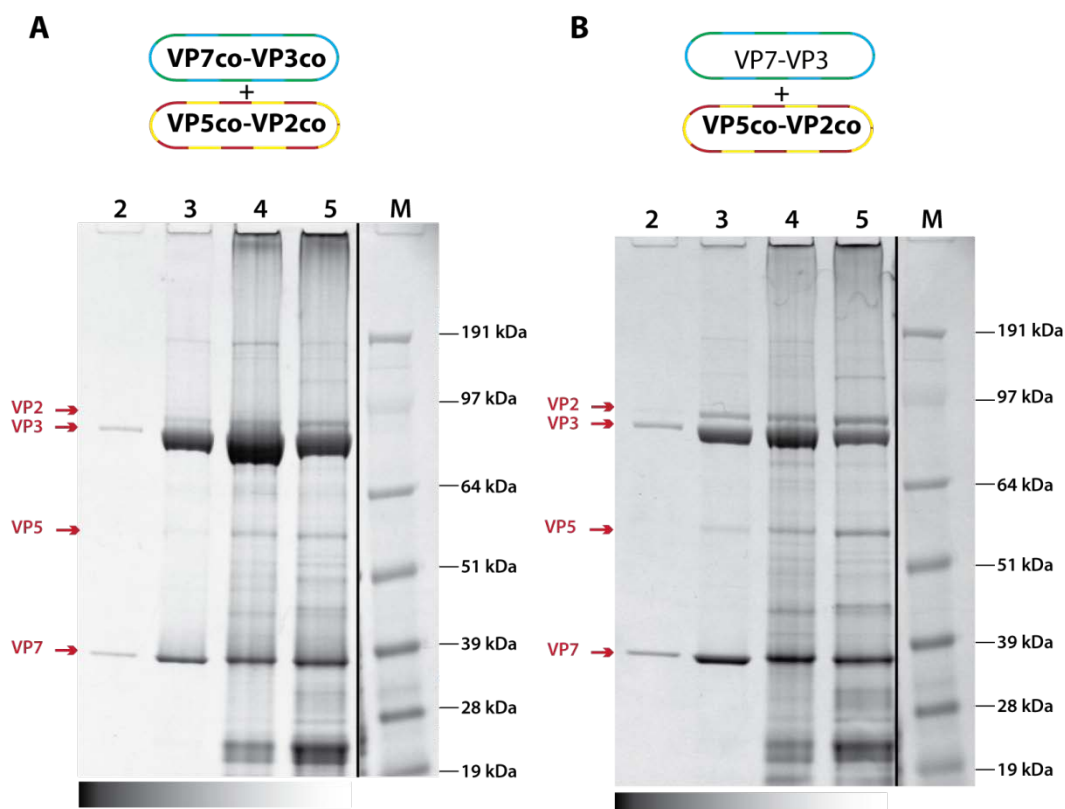 A
VP7co-VP3co
+
VP5co-VP2co
2 3 4 5 M
191 kDa
97 kDa
VP2
VP3
64 kDa
VP5
51 kDa
VP7
39 kDa
28 kDa
19 kDa
B
VP7-VP3
+
VP5co-VP2co
2 3 4 5 M
191 kDa
97 kDa
VP2
VP3
64 kDa
VP5
51 kDa
39 kDa
VP7
28 kDa
19 kDa